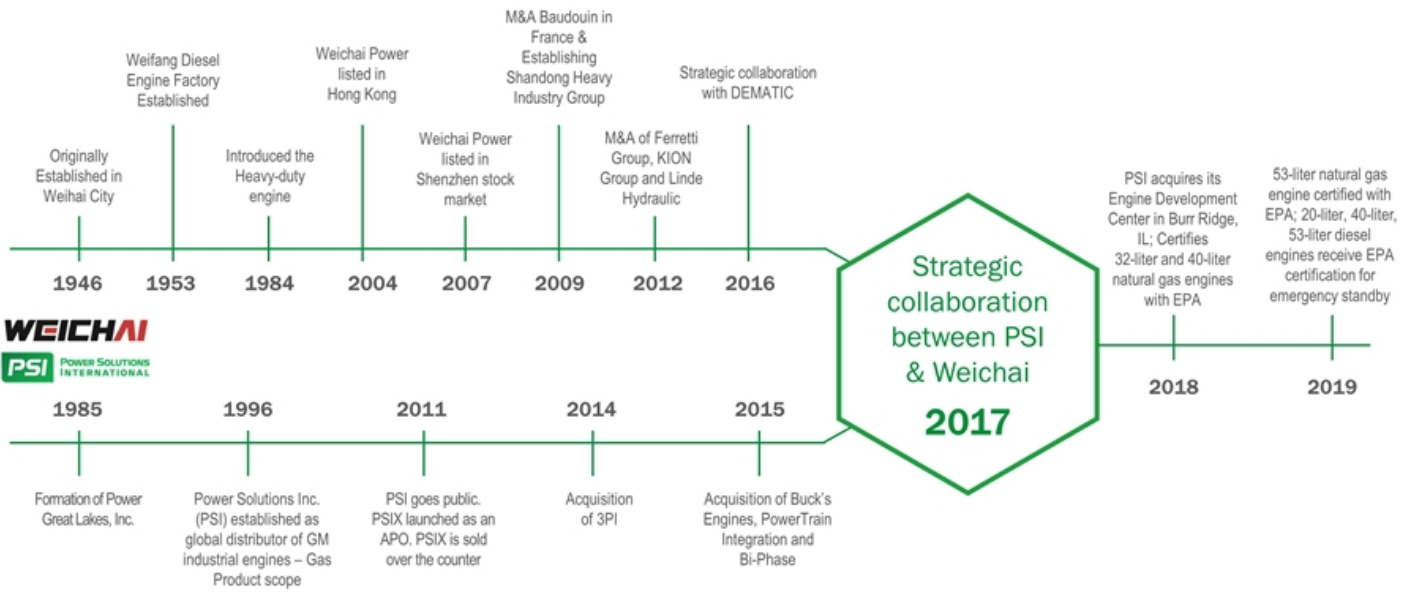 Originally
Established in
Weihai City
1946
Weifang Diesel
Engine Factory
Established
1953
Introduced the
Heavy-duty
engine
1984
Weichai Power
listed in
Hong Kong
2004
Weichai Power
listed in
Shenzhen stock
market
2007
M&A Baudouin in
France &
Establishing
Shandong Heavy
Industry Group
2009
M&A of Ferretti
Group, KION
Group and Linde
Hydraulic
2012
Strategic collaboration
with DEMATIC
2016
WEICHAI
PSI
POWER SOLUTIONS
INTERNATIONAL
1985
Formation of Power
Great Lakes, Inc.
1996
Power Solutions Inc.
(PSI) established as
global distributor of GM
industrial engines – Gas
Product scope
2011
PSI goes public.
PSIX launched as an
APO. PSIX is sold
over the counter
2014
Acquisition
of 3PI
2015
Acquisition of Buck's
Engines, PowerTrain
Integration and
Bi-Phase
Strategic
collaboration
between PSI
& Weichai
2017
PSI acquires its
Engine Development
Center in Burr Ridge,
IL; Certifies
32-liter and 40-liter
natural gas engines
with EPA
2018
53-liter natural gas
engine certified with
EPA; 20-liter, 40-liter,
53-liter diesel
engines receive EPA
certification for
emergency standby
2019